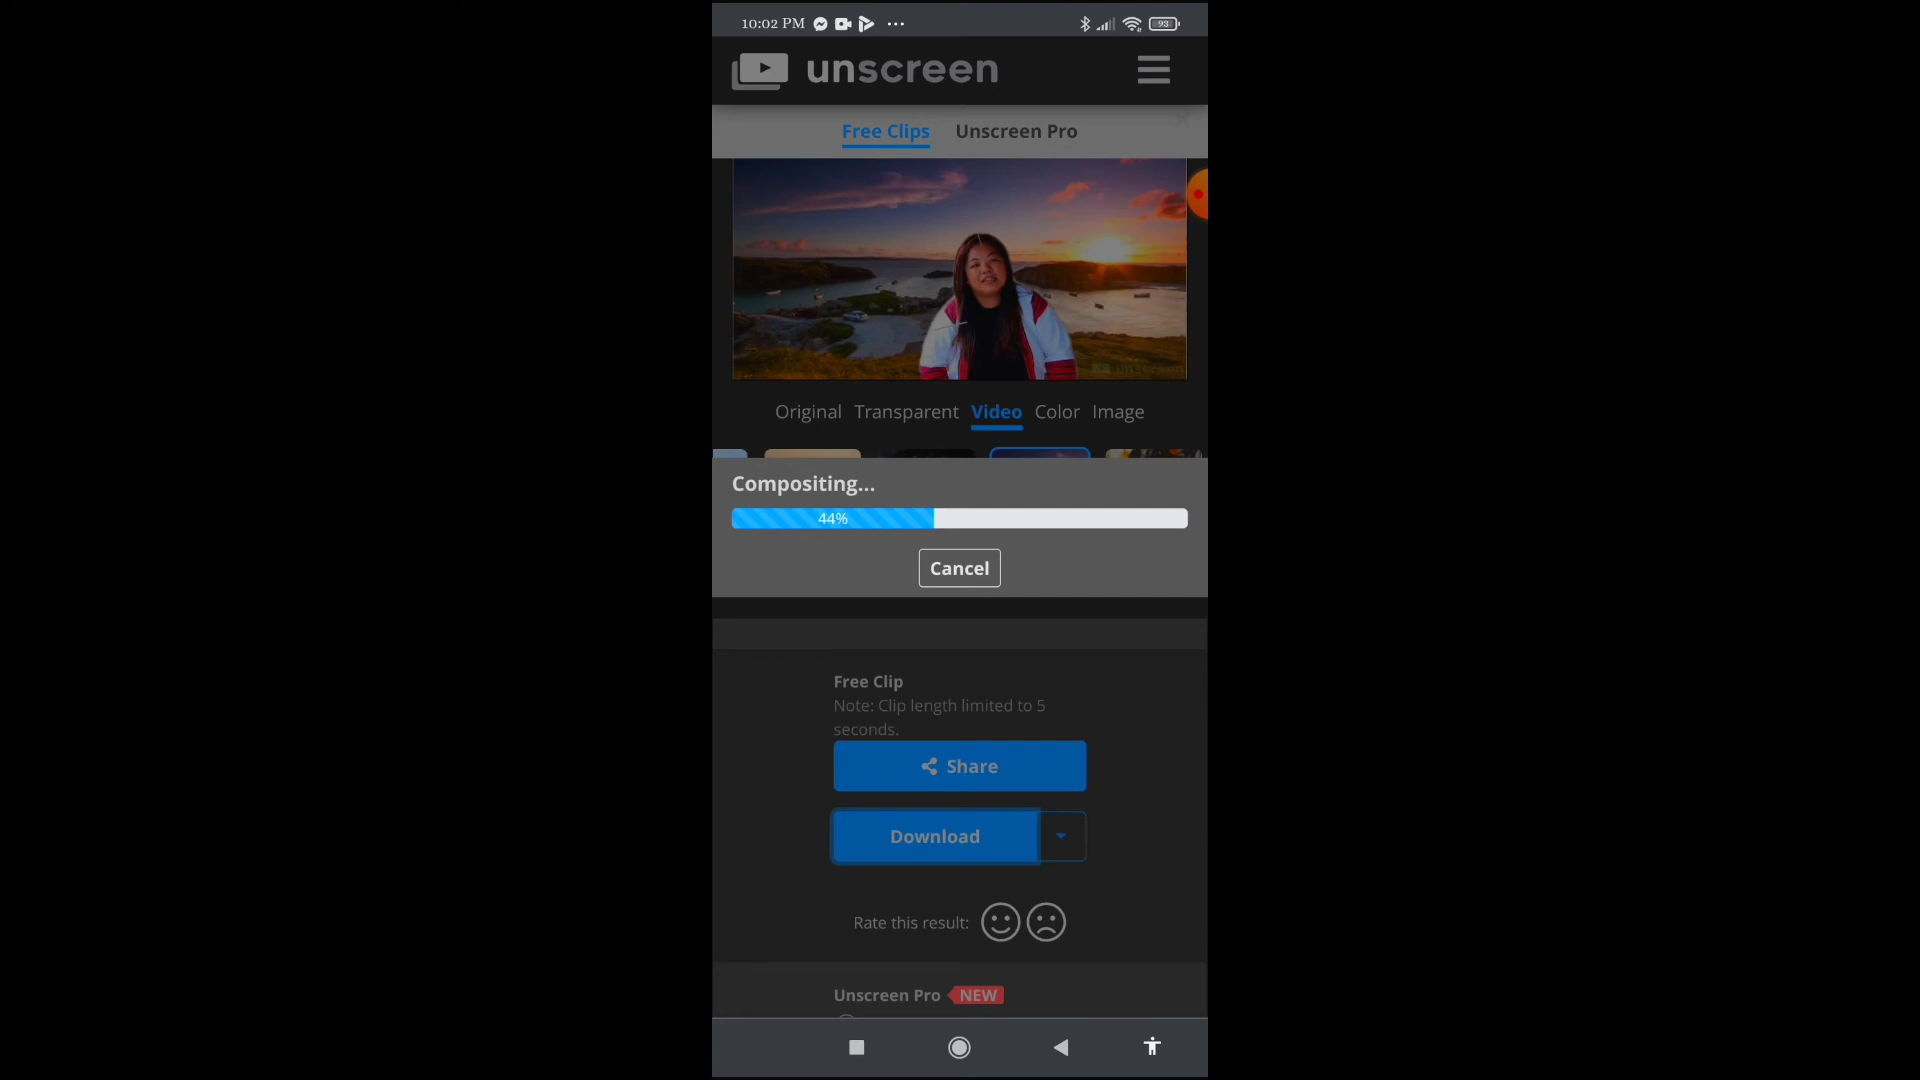 10:02 PM ... 93
unscreen
Free Clips Unscreen Pro
unscreen
Original Transparent Video Color Image
Compositing...
44%
Cancel
Free Clip
Note: Clip length limited to 5
seconds.
Share
Download
Rate this result:
Unscreen Pro NEW